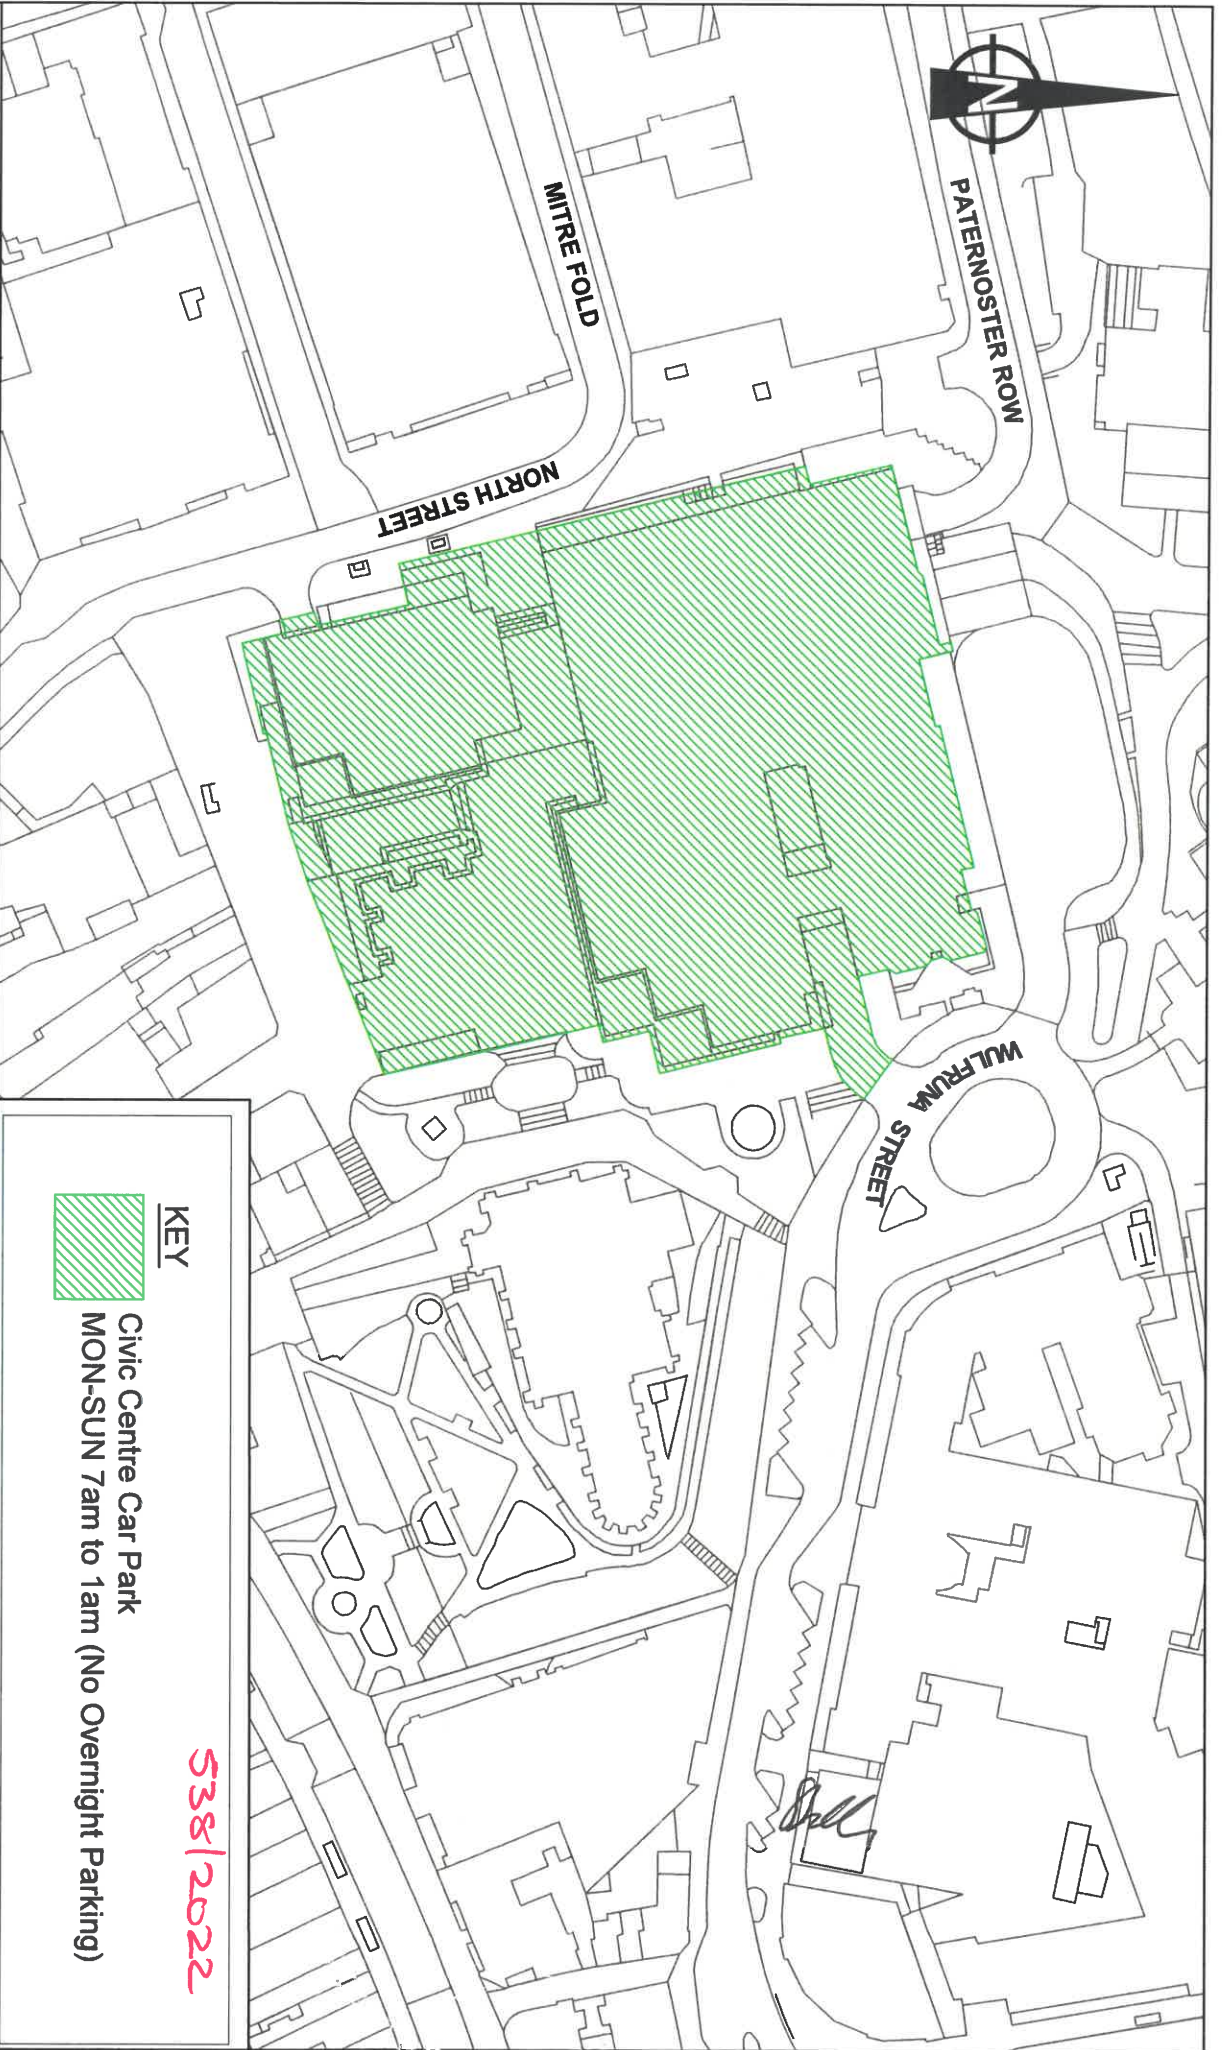 N
PATERNOSTER ROW
MITRE FOLD
NORTH STREET
WULFRUNA STREET
KEY
Civic Centre Car Park
MON-SUN 7am to 1am (No Overnight Parking)
538/2022